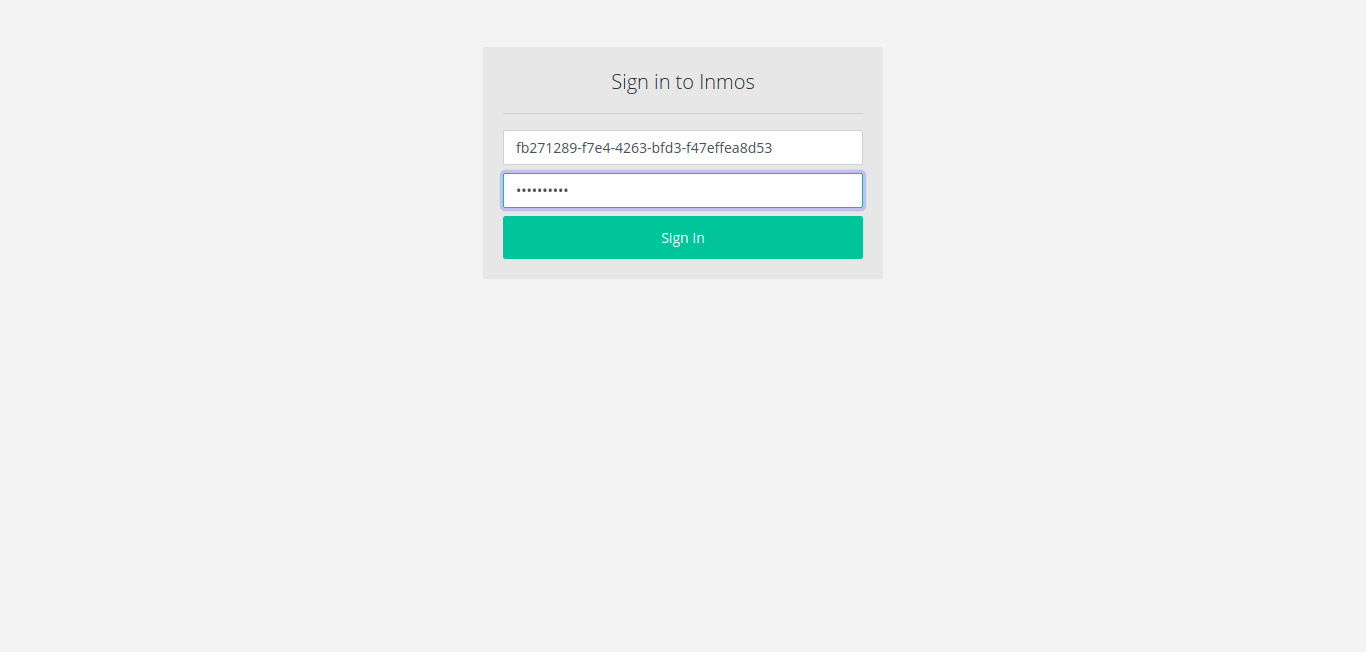 Sign in to Inmos
fb271289-f7e4-4263-bfd3-f47effea8d53
••••••••••
Sign In